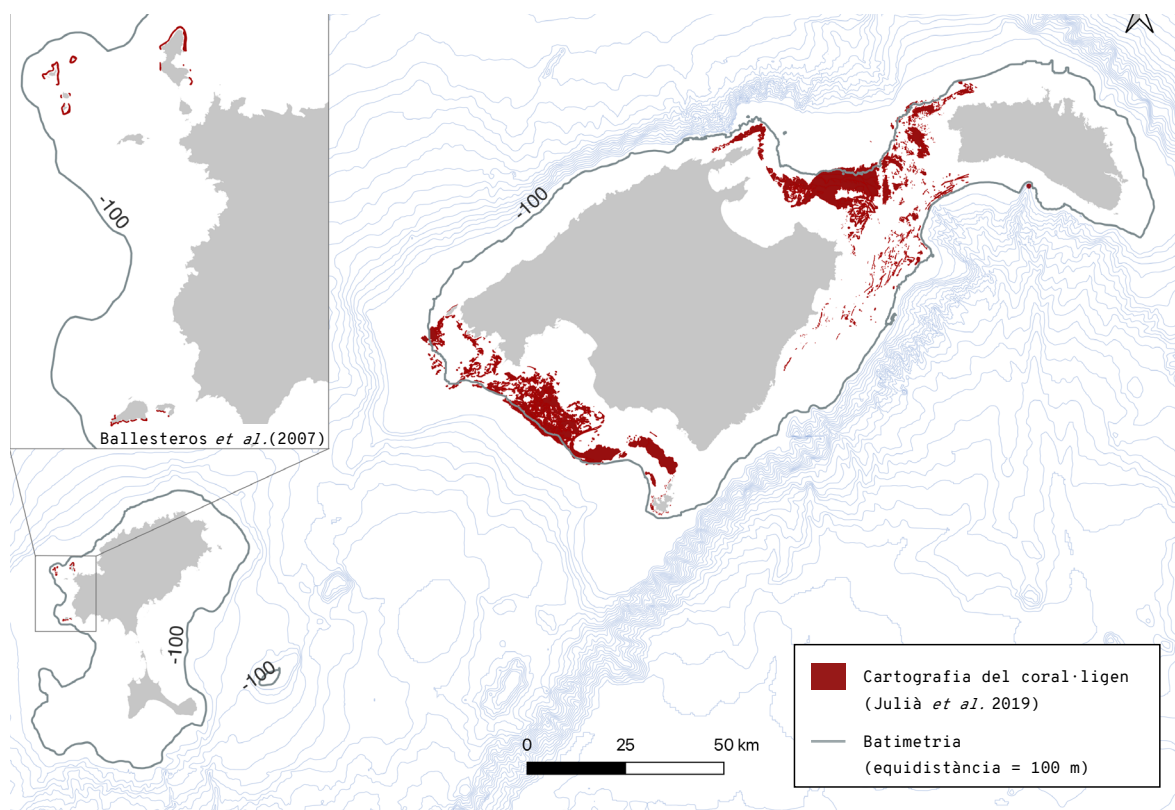 -100
Ballesteros et al.(2007)
-100
-100
-100
0 25 50 km
Cartografia del coral·ligen
(Julià et al. 2019)
Batimetria
(equidistància = 100 m)